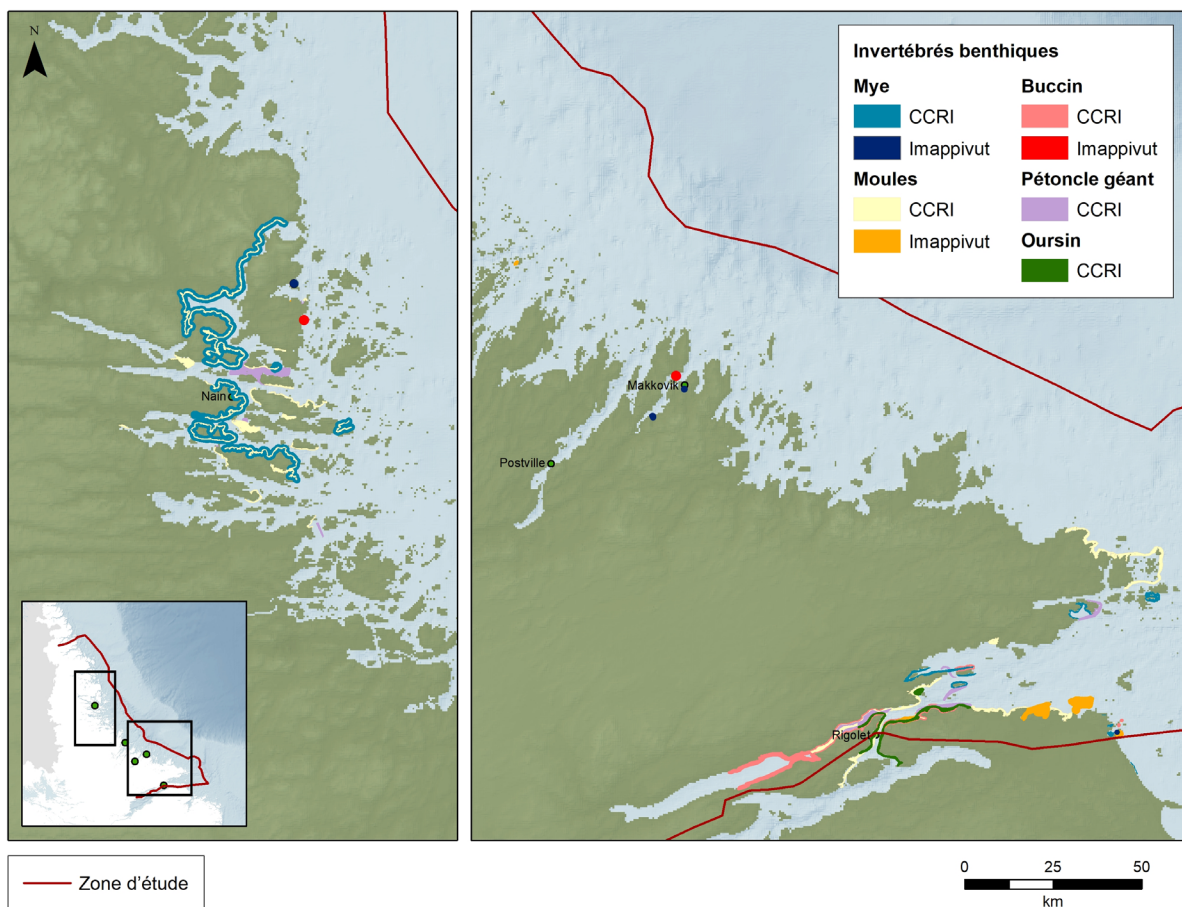 N
Invertébrés benthiques
Mye
CCRI
Imappivut
Moules
CCRI
Imappivut
Buccin
CCRI
Imappivut
Pétoncle géant
CCRI
Oursin
CCRI
Nain
Makkovik
Postville
Rigolet
Zone d'étude
0 25 50
km